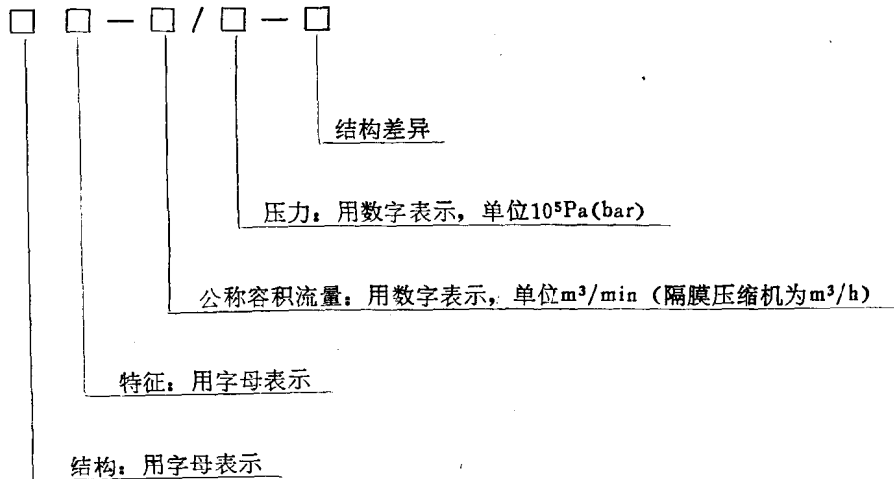 □ □ — □ / □ — □
结构差异
压力：用数字表示，单位10⁵Pa(bar)
公称容积流量：用数字表示，单位m³/min（隔膜压缩机为m³/h）
特征：用字母表示
结构：用字母表示